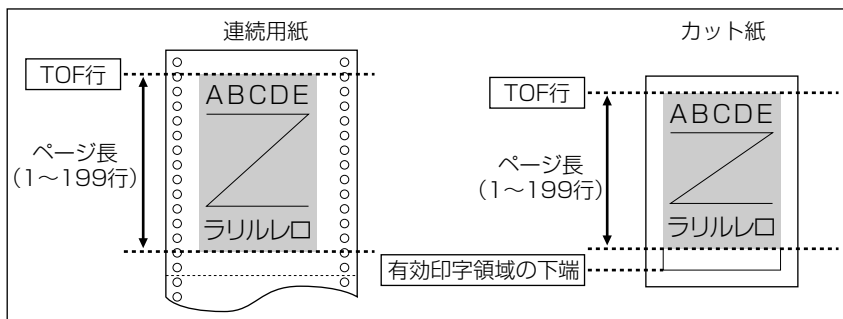 連続用紙
TOF行
ABCDE
ページ長
(1～199行)
ラリルレロ
カット紙
TOF行
ABCDE
ページ長
(1～199行)
ラリルレロ
有効印字領域の下端